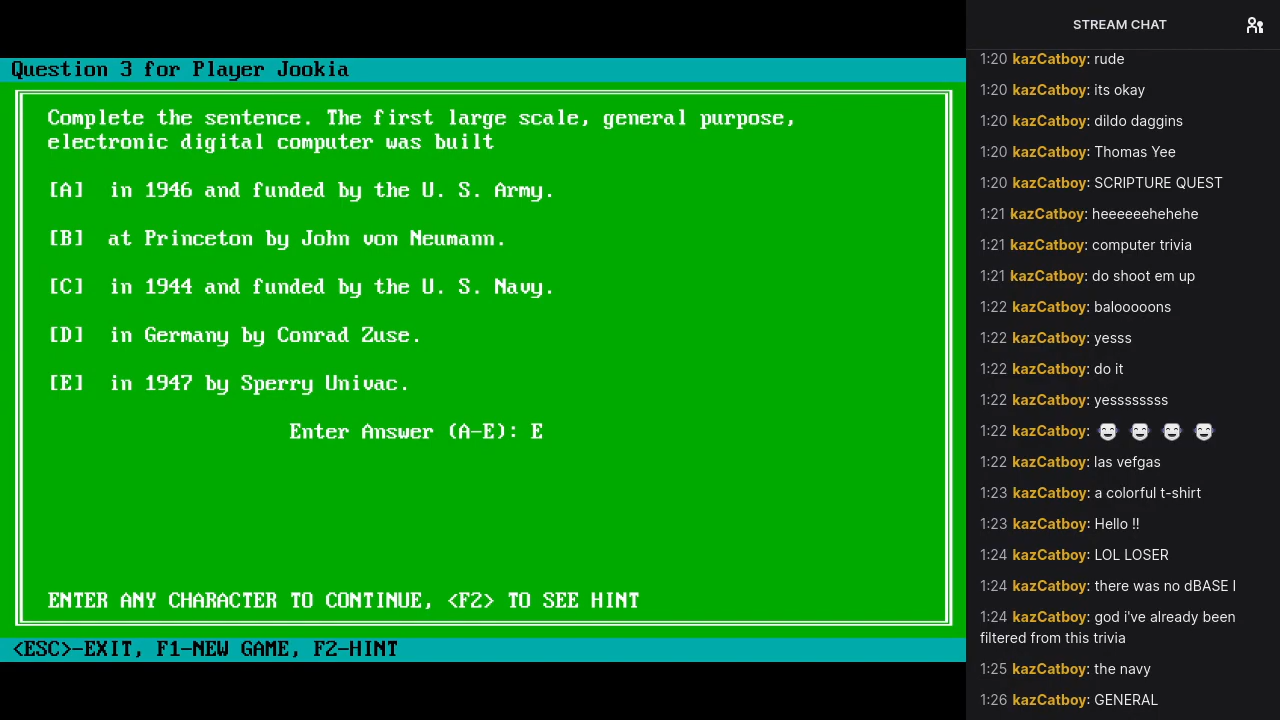 Question 3 for Player Jookia
Complete the sentence. The first large scale, general purpose,
electronic digital computer was built
[A] in 1946 and funded by the U. S. Army.
[B] at Princeton by John von Neumann.
[C] in 1944 and funded by the U. S. Navy.
[D] in Germany by Conrad Zuse.
[E] in 1947 by Sperry Univac.
Enter Answer (A-E): E
ENTER ANY CHARACTER TO CONTINUE, <F2> TO SEE HINT
<ESC>-EXIT, F1-NEW GAME, F2-HINT
STREAM CHAT
1:20 kazCatboy: rude
1:20 kazCatboy: its okay
1:20 kazCatboy: dildo daggins
1:20 kazCatboy: Thomas Yee
1:20 kazCatboy: SCRIPTURE QUEST
1:21 kazCatboy: heeeeeehehehe
1:21 kazCatboy: computer trivia
1:21 kazCatboy: do shoot em up
1:22 kazCatboy: balooooons
1:22 kazCatboy: yesss
1:22 kazCatboy: do it
1:22 kazCatboy: yessssssss
1:22 kazCatboy:
1:22 kazCatboy: las vefgas
1:23 kazCatboy: a colorful t-shirt
1:23 kazCatboy: Hello !!
1:24 kazCatboy: LOL LOSER
1:24 kazCatboy: there was no dBASE I
1:24 kazCatboy: god i've already been
filtered from this trivia
1:25 kazCatboy: the navy
1:26 kazCatboy: GENERAL